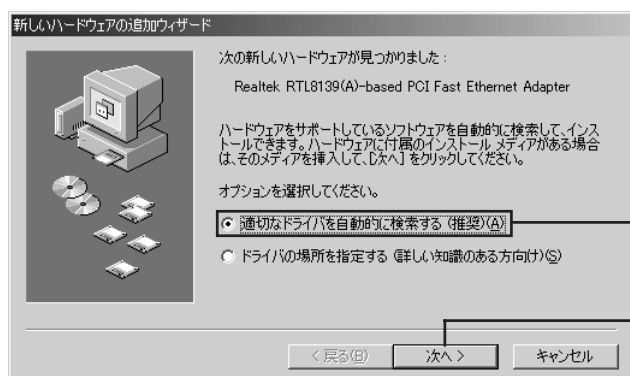 新しいハードウェアの追加ウィザード
次の新しいハードウェアが見つかりました :
Realtek RTL8139(A)-based PCI Fast Ethernet Adapter
ハードウェアをサポートしているソフトウェアを自動的に検索して、インス
トールできます。ハードウェアに付属のインストール メディアがある場合
は、そのメディアを挿入して、[次へ] をクリックしてください。
オプションを選択してください。
適切なドライバを自動的に検索する (推奨)(A)
ドライバの場所を指定する (詳しい知識のある方向け)(S)
< 戻る(B)
次へ >
キャンセル